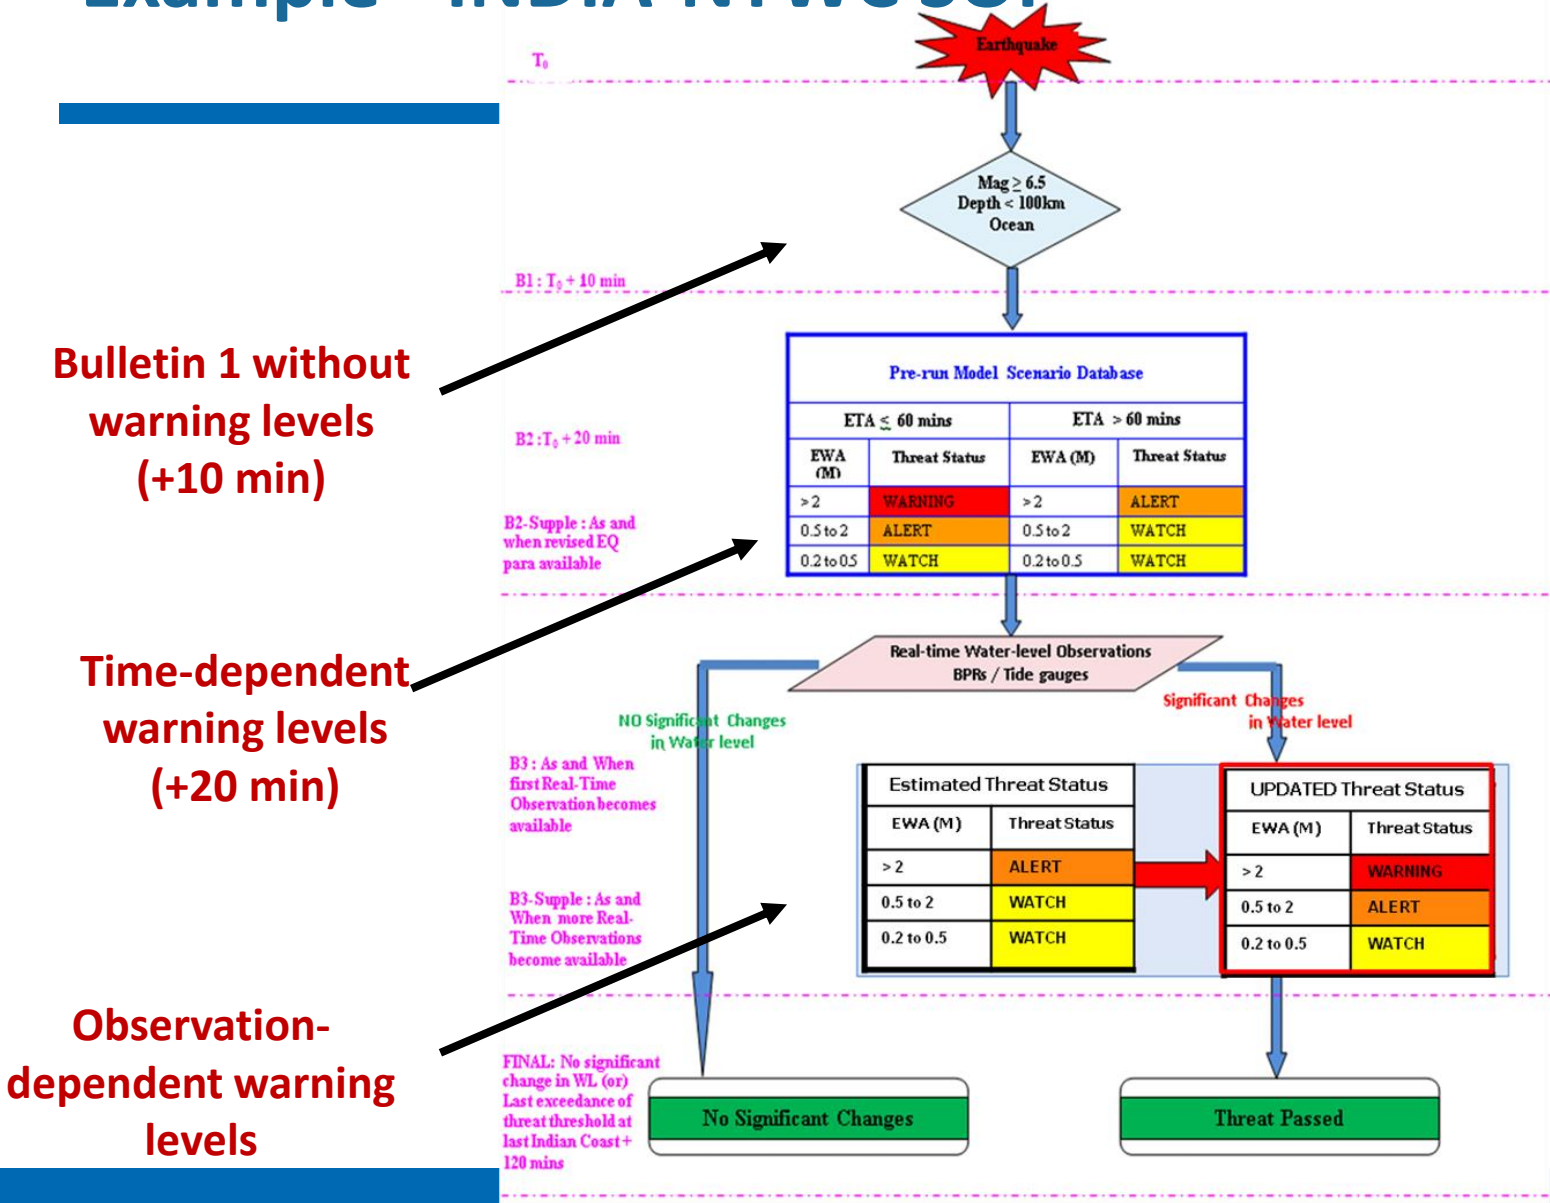 Example - INDIA NTWC SOP
T₀
Earthquake
Mag ≥ 6.5
Depth < 100km
Ocean
B1 : T₀ + 10 min
Bulletin 1 without
warning levels
(+10 min)
Pre-run Model Scenario Database
ETA ≤ 60 mins
ETA > 60 mins
B2 :T₀ + 20 min
EWA
(M)
Threat Status
EWA (M)
Threat Status
>2
WARNING
>2
ALERT
0.5 to 2
ALERT
0.5 to 2
WATCH
0.2 to 0.5
WATCH
0.2 to 0.5
WATCH
B2-Supple : As and
when revised EQ
para available
Time-dependent
warning levels
(+20 min)
Real-time Water-level Observations
BPRs / Tide gauges
NO Significant Changes
in Water level
Significant Changes
in Water level
B3 : As and When
first Real-Time
Observation becomes
available
Estimated Threat Status
EWA (M)
Threat Status
> 2
ALERT
0.5 to 2
WATCH
0.2 to 0.5
WATCH
UPDATED Threat Status
EWA (M)
Threat Status
> 2
WARNING
0.5 to 2
ALERT
0.2 to 0.5
WATCH
B3-Supple : As and
When more Real-
Time Observations
become available
Observation-
dependent warning
levels
FINAL: No significant
change in WL (or)
Last exceedance of
threat threshold at
last Indian Coast +
120 mins
No Significant Changes
Threat Passed